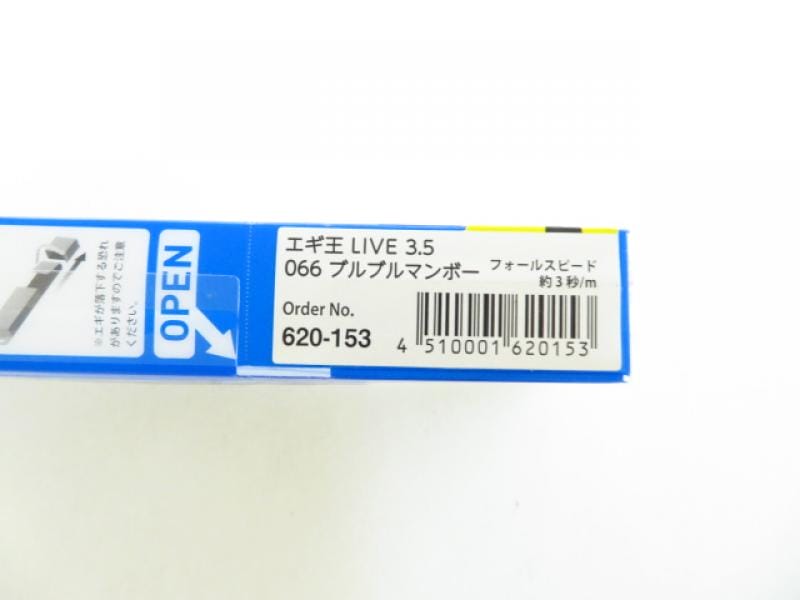 ※エギが落下する恐れ
がありますのでご注意
ください。
OPEN
エギ王 LIVE 3.5
066 ブルブルマンボー
フォールスピード
約3秒/m
Order No.
620-153
4 510001 620153